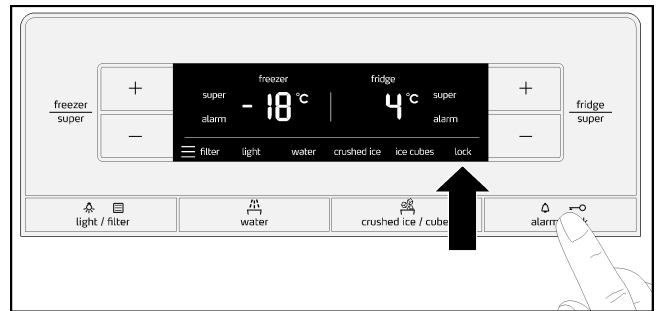 freezer
super
+
−
freezer
fridge
super
-18 °C
4 °C
super
alarm
alarm
filter light water crushed ice ice cubes lock
+
−
fridge
super
light / filter
water
crushed ice / cube
alarm